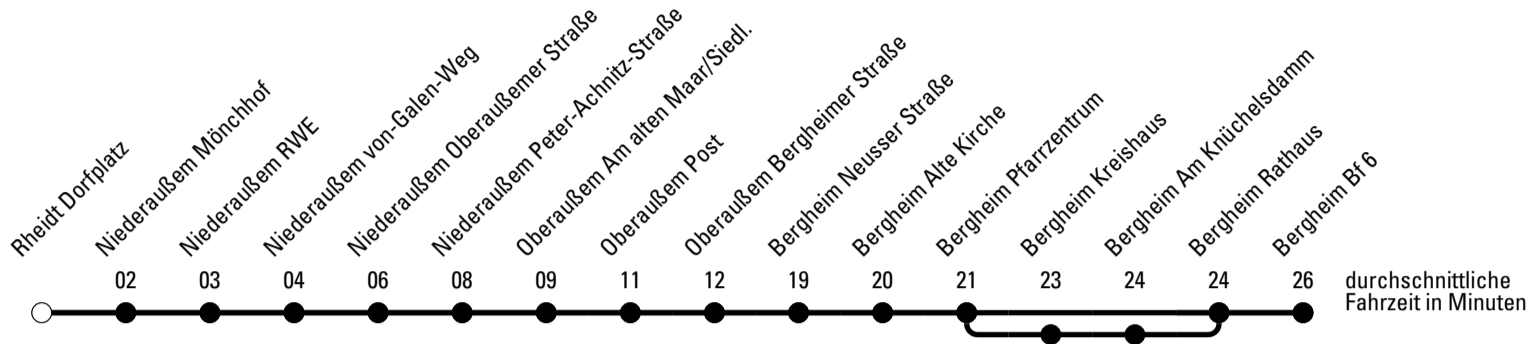 Rheidt Dorfplatz
Niederaußem Mönchhof
Niederaußem RWE
Niederaußem von-Galen-Weg
Niederaußem Oberaußemer Straße
Niederaußem Peter-Achnitz-Straße
Oberaußem Am alten Maar/Siedl.
Oberaußem Post
Oberaußem Bergheimer Straße
Bergheim Neusser Straße
Bergheim Alte Kirche
Bergheim Pfarrzentrum
Bergheim Kreishaus
Bergheim Am Knüchelsdamm
Bergheim Rathaus
Bergheim Bf 6
02 03 04 06 08 09 11 12 19 20 21 23 24 24 26
durchschnittliche
Fahrzeit in Minuten